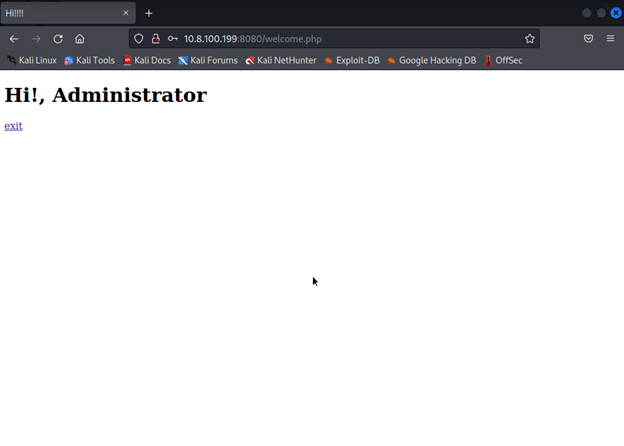 Hi!!!!
10.8.100.199:8080/welcome.php
Kali Linux Kali Tools Kali Docs Kali Forums Kali NetHunter Exploit-DB Google Hacking DB OffSec
Hi!, Administrator
exit